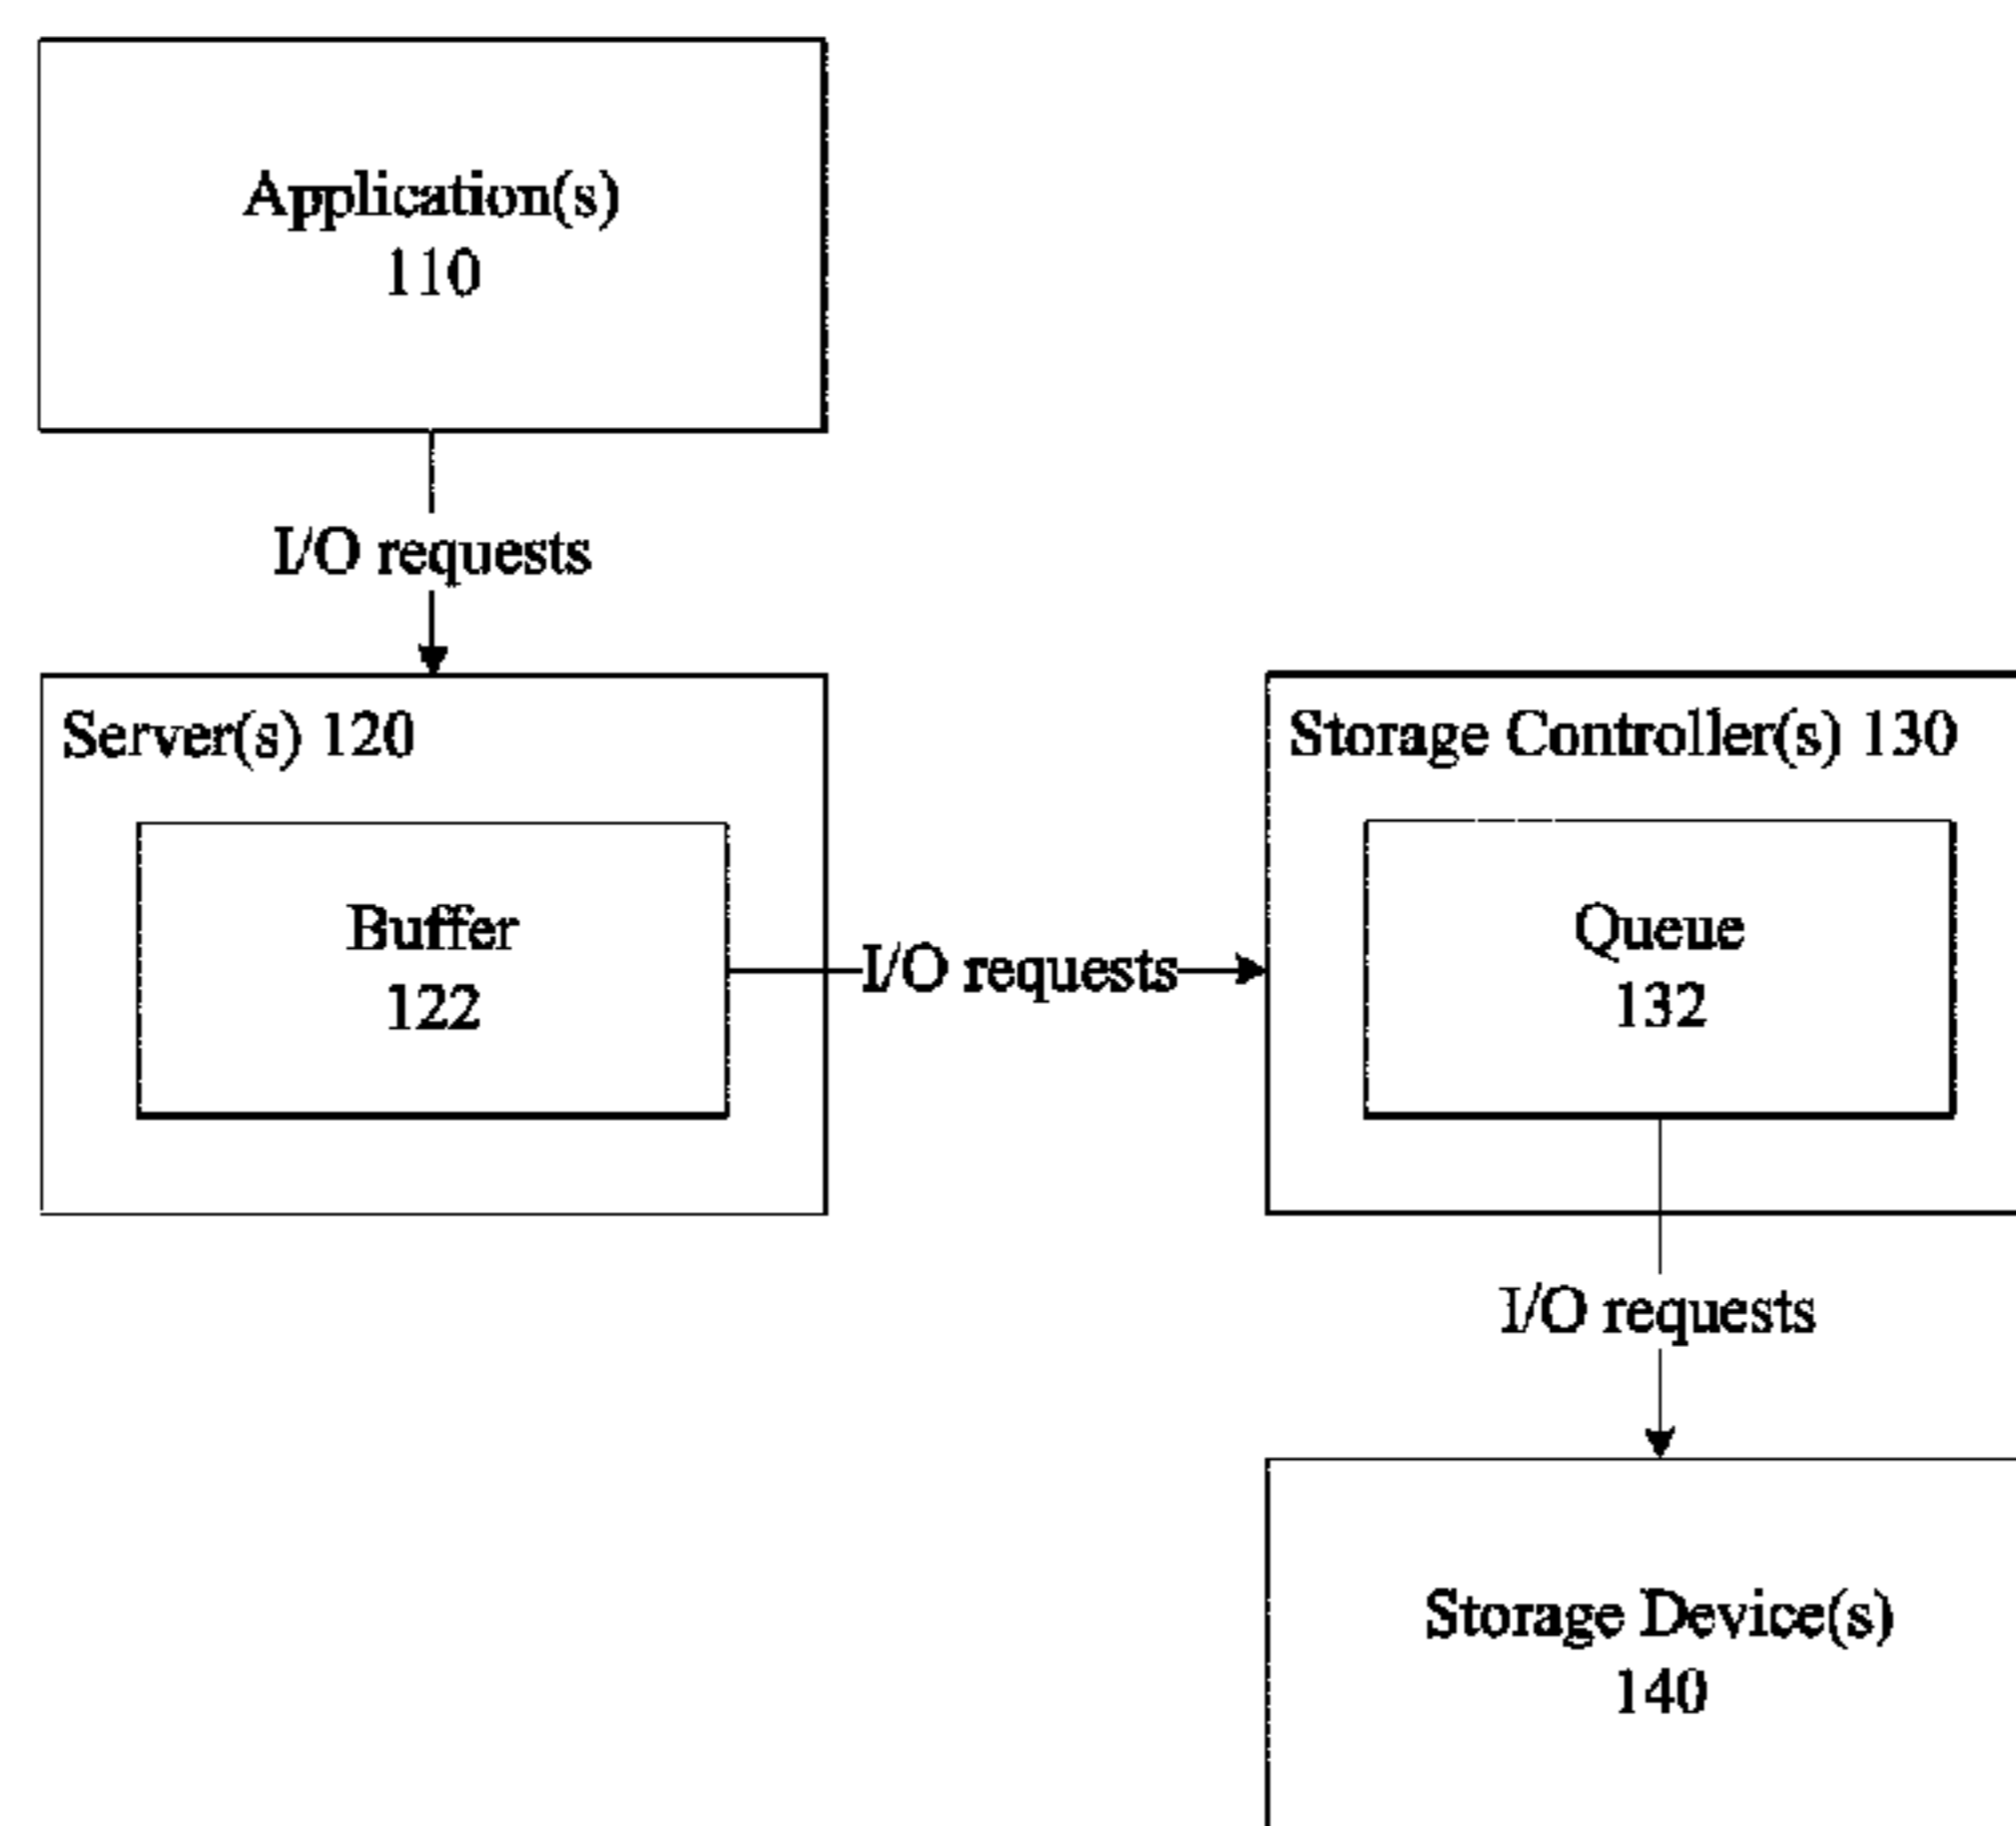 Application(s)
110
I/O requests
Server(s) 120
Buffer
122
I/O requests
Storage Controller(s) 130
Queue
132
I/O requests
Storage Device(s)
140